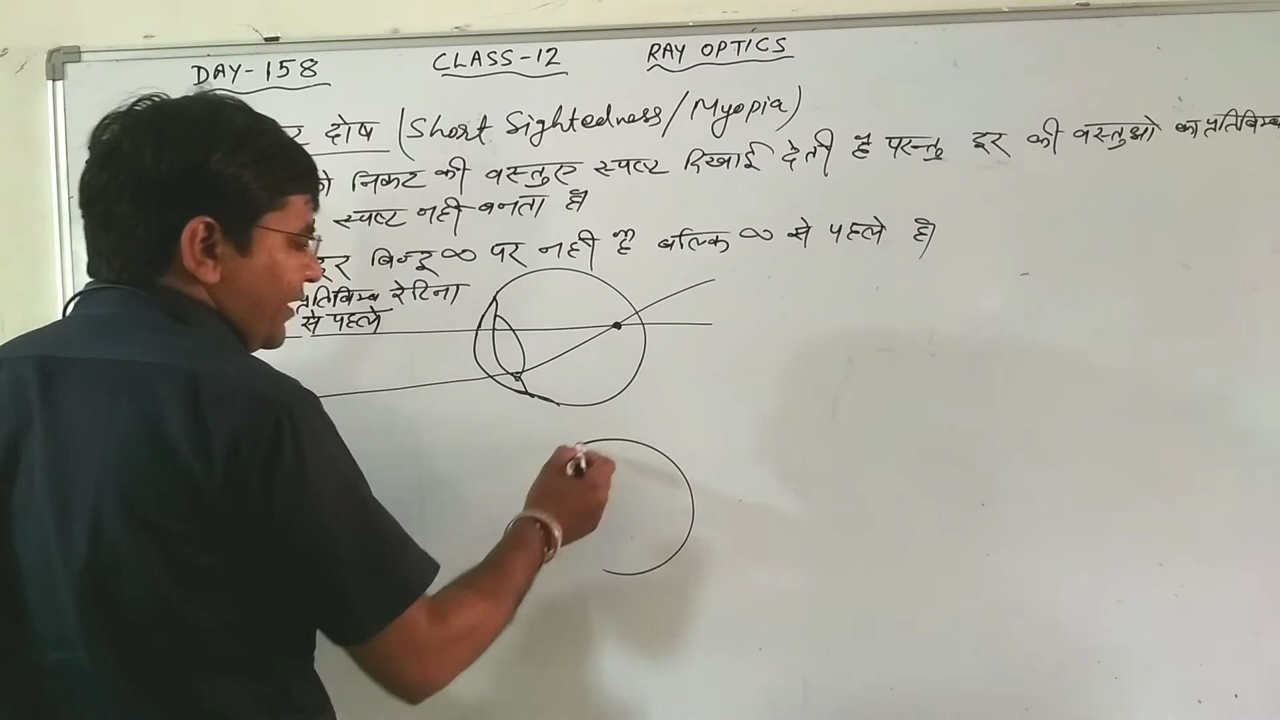 DAY-158 CLASS-12 RAY OPTICS
दोष (Short Sightedness/Myopia)
निकट की वस्तुए स्पष्ट दिखाई देती है परन्तु दूर की वस्तुओ का प्रतिबिम्ब
स्पष्ट नही बनता है।
दूर बिन्दू ∞ पर नही है बल्कि ∞ से पहले है।
प्रतिबिम्ब रेटिना
से पहले